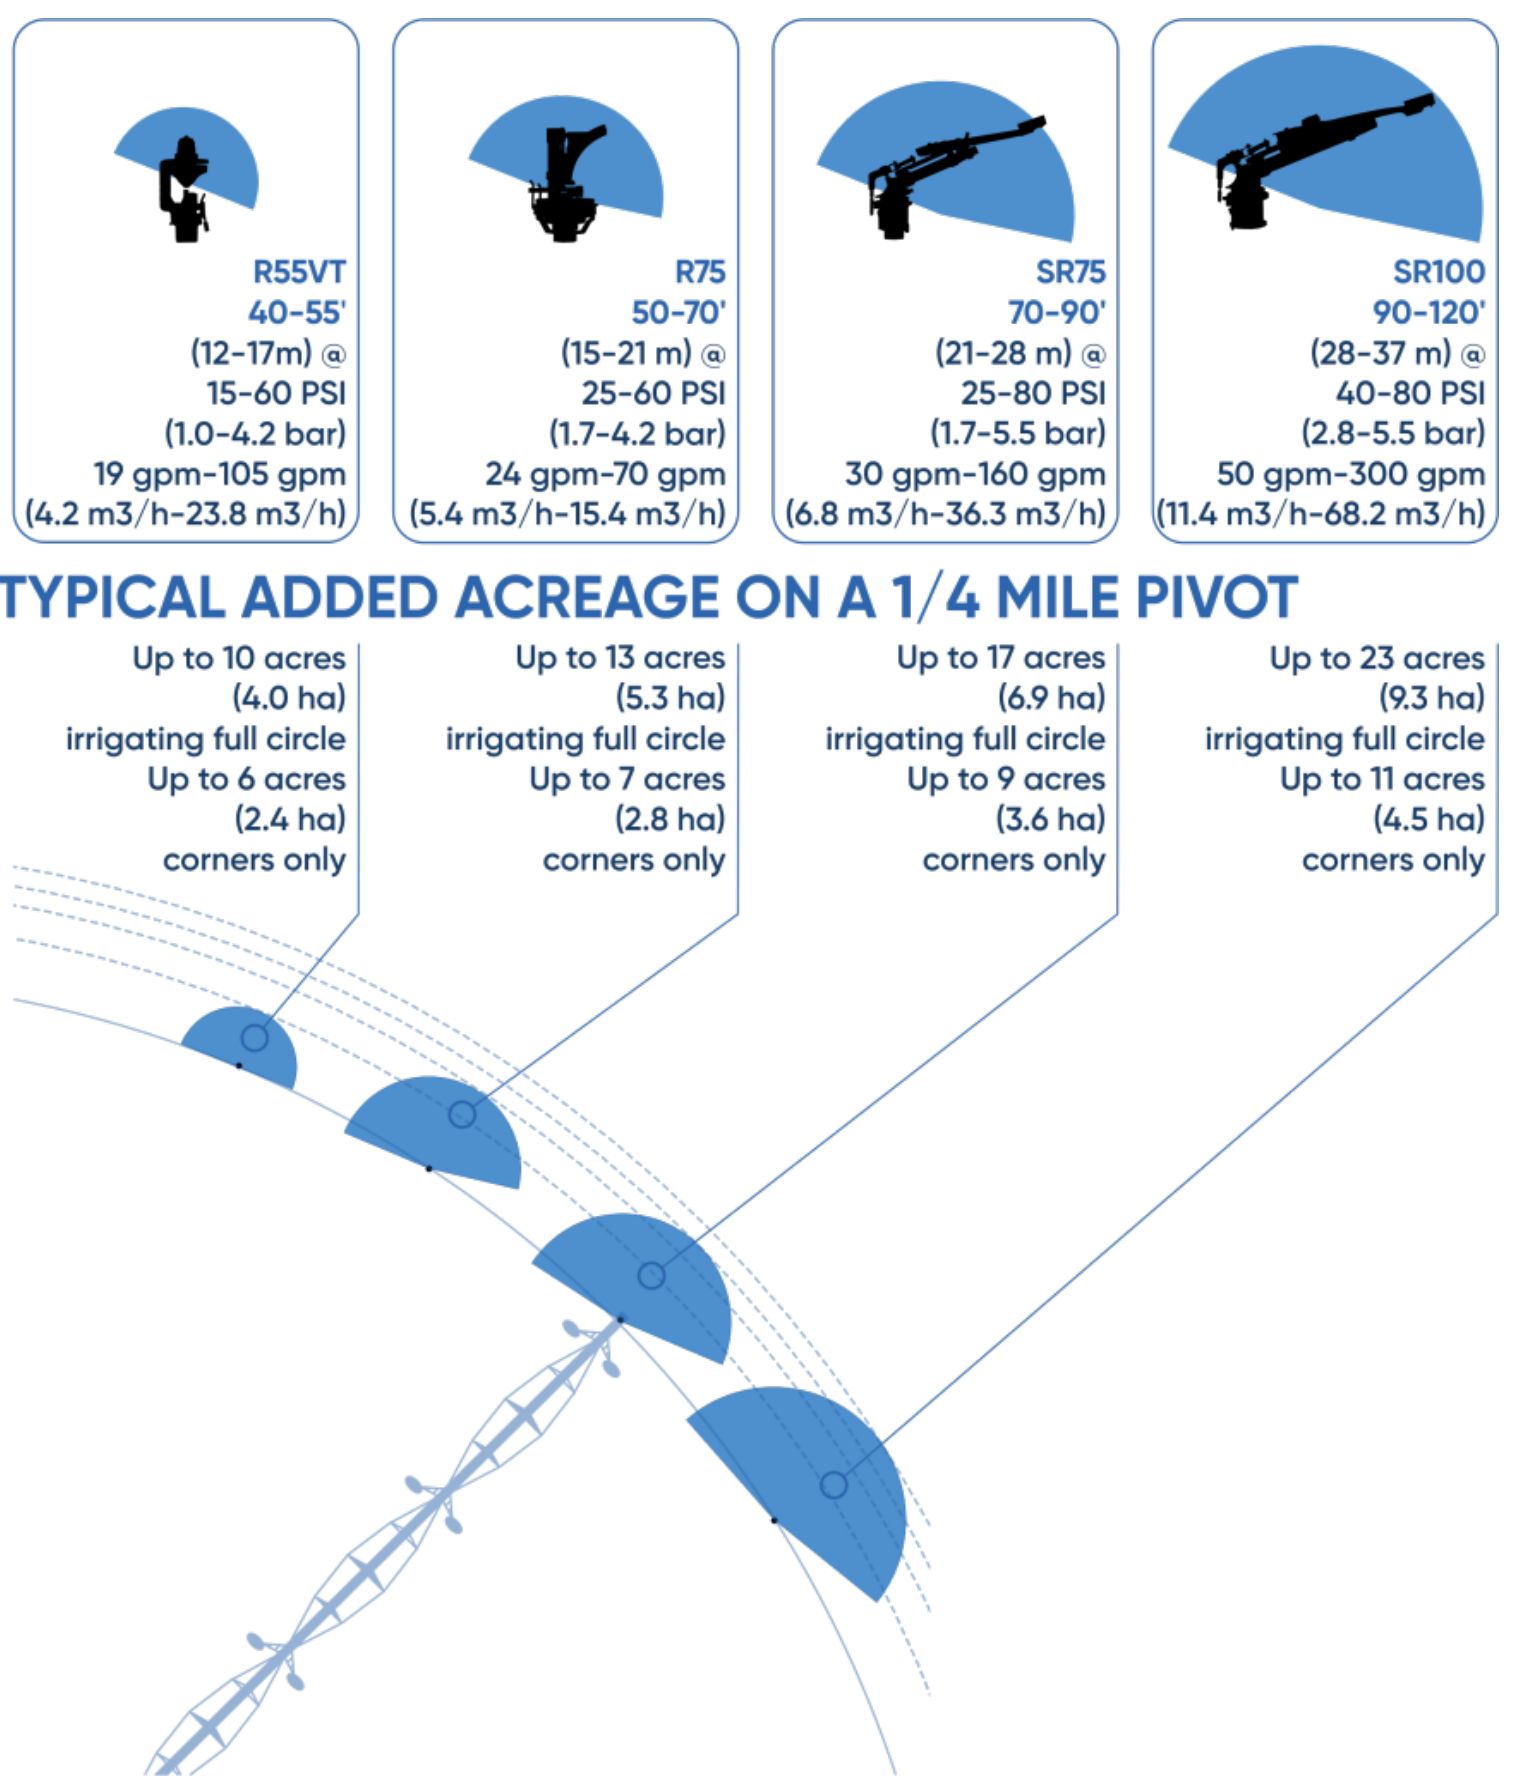 R55VT
40-55'
(12-17m) @
15-60 PSI
(1.0-4.2 bar)
19 gpm-105 gpm
(4.2 m3/h-23.8 m3/h)
R75
50-70'
(15-21 m) @
25-60 PSI
(1.7-4.2 bar)
24 gpm-70 gpm
(5.4 m3/h-15.4 m3/h)
SR75
70-90'
(21-28 m) @
25-80 PSI
(1.7-5.5 bar)
30 gpm-160 gpm
(6.8 m3/h-36.3 m3/h)
SR100
90-120'
(28-37 m) @
40-80 PSI
(2.8-5.5 bar)
50 gpm-300 gpm
(11.4 m3/h-68.2 m3/h)
TYPICAL ADDED ACREAGE ON A 1/4 MILE PIVOT
Up to 10 acres
(4.0 ha)
irrigating full circle
Up to 6 acres
(2.4 ha)
corners only
Up to 13 acres
(5.3 ha)
irrigating full circle
Up to 7 acres
(2.8 ha)
corners only
Up to 17 acres
(6.9 ha)
irrigating full circle
Up to 9 acres
(3.6 ha)
corners only
Up to 23 acres
(9.3 ha)
irrigating full circle
Up to 11 acres
(4.5 ha)
corners only